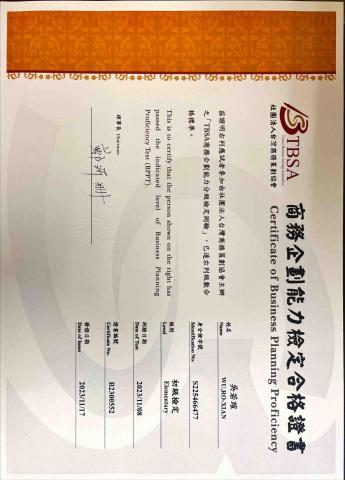 TBSA
社團法人台灣商務策劃協會
商務企劃能力檢定合格證書
Certificate of Business Planning Proficiency
茲證明右列應試者參加由社團法人台灣商務策劃協會主辦
之「TBSA商務企劃能力分級檢定測驗」，已達右列級數合
格標準。
This is to certify that the person shown on the right has
passed the indicated level of Business Planning
Proficiency Test (BPPT).
理事長 Chairman
姓名
Name
吳若瑄
WU,RO-XUAN
身分證字號
Identification No.
S225466477
級別
Level
初級檢定
Elementary
測驗日期
Date of Test
2023/11/08
證書編號
Certificate No.
B2300552
發證日期
Date of Issue
2023/11/17